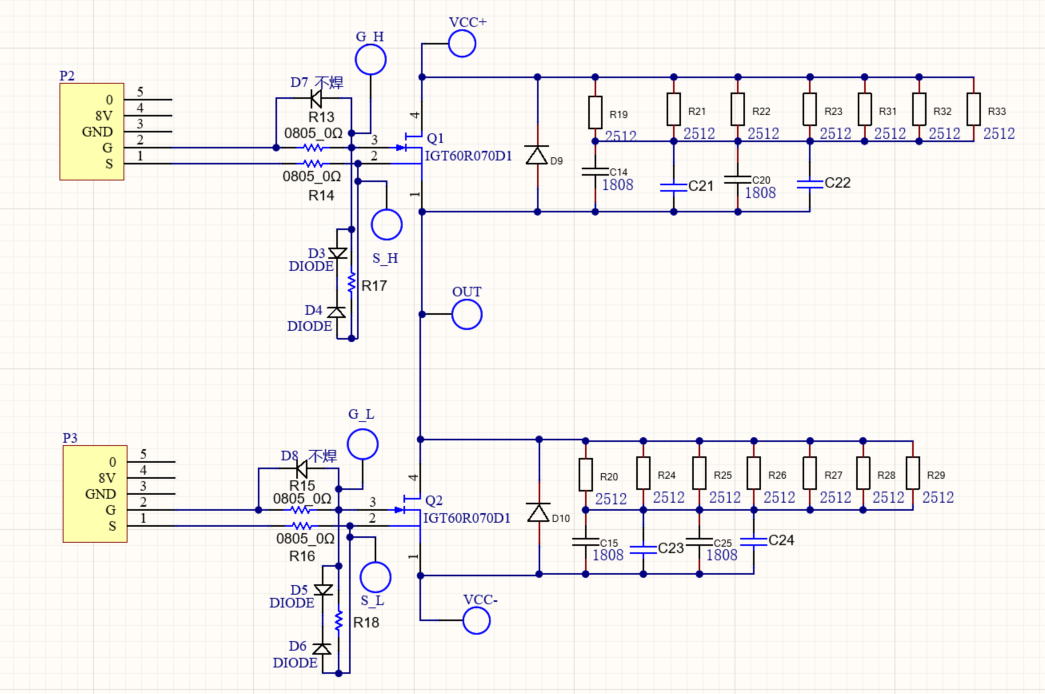 VCC+
G_H
P2
D7 不焊
0 5
8V 4
GND 3
G 2
S 1
R13
0805_0Ω
0805_0Ω
R14
4
3
2
1
Q1
IGT60R070D1
D9
R19
2512
R21
2512
R22
2512
R23
2512
R31
2512
R32
2512
R33
2512
C14
1808
C21
C20
1808
C22
D3
DIODE
S_H
R17
D4
DIODE
OUT
G_L
P3
D8 不焊
0 5
8V 4
GND 3
G 2
S 1
R15
0805_0Ω
0805_0Ω
R16
4
3
2
1
Q2
IGT60R070D1
D10
R20
2512
R24
2512
R25
2512
R26
2512
R27
2512
R28
2512
R29
2512
C15
1808
C23
C25
1808
C24
D5
DIODE
S_L
VCC-
R18
D6
DIODE